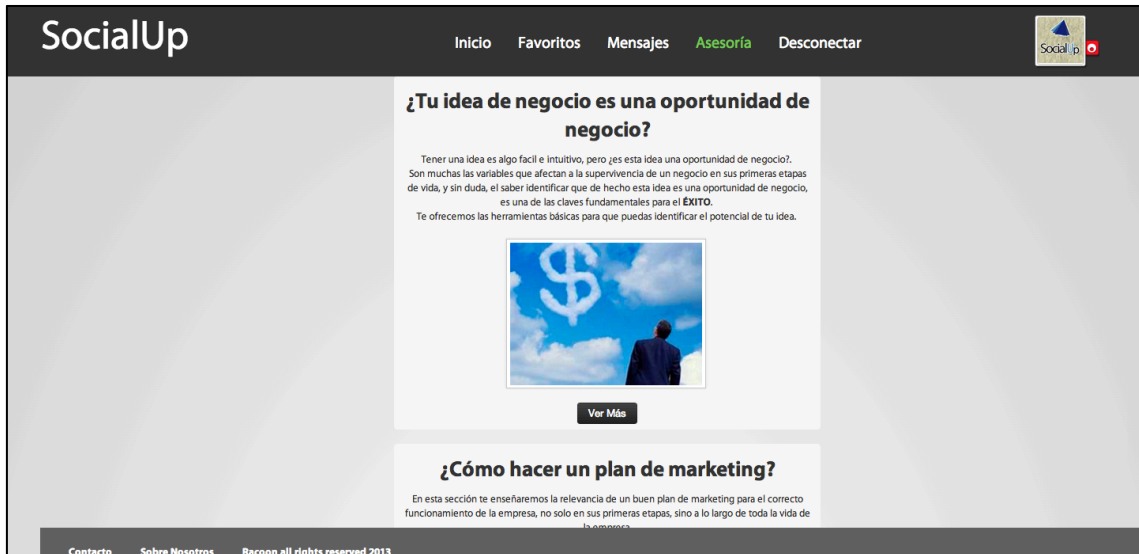 SocialUp
Inicio Favoritos Mensajes Asesoría Desconectar
SocialUp
¿Tu idea de negocio es una oportunidad de
negocio?
Tener una idea es algo facil e intuitivo, pero ¿es esta idea una oportunidad de negocio?.
Son muchas las variables que afectan a la supervivencia de un negocio en sus primeras etapas
de vida, y sin duda, el saber identificar que de hecho esta idea es una oportunidad de negocio,
es una de las claves fundamentales para el ÉXITO.
Te ofrecemos las herramientas básicas para que puedas identificar el potencial de tu idea.
$
Ver Más
¿Cómo hacer un plan de marketing?
En esta sección te enseñaremos la relevancia de un buen plan de marketing para el correcto
funcionamiento de la empresa, no solo en sus primeras etapas, sino a lo largo de toda la vida de
la empresa
Contacto Sobre Nosotros Racoon all rights reserved 2013